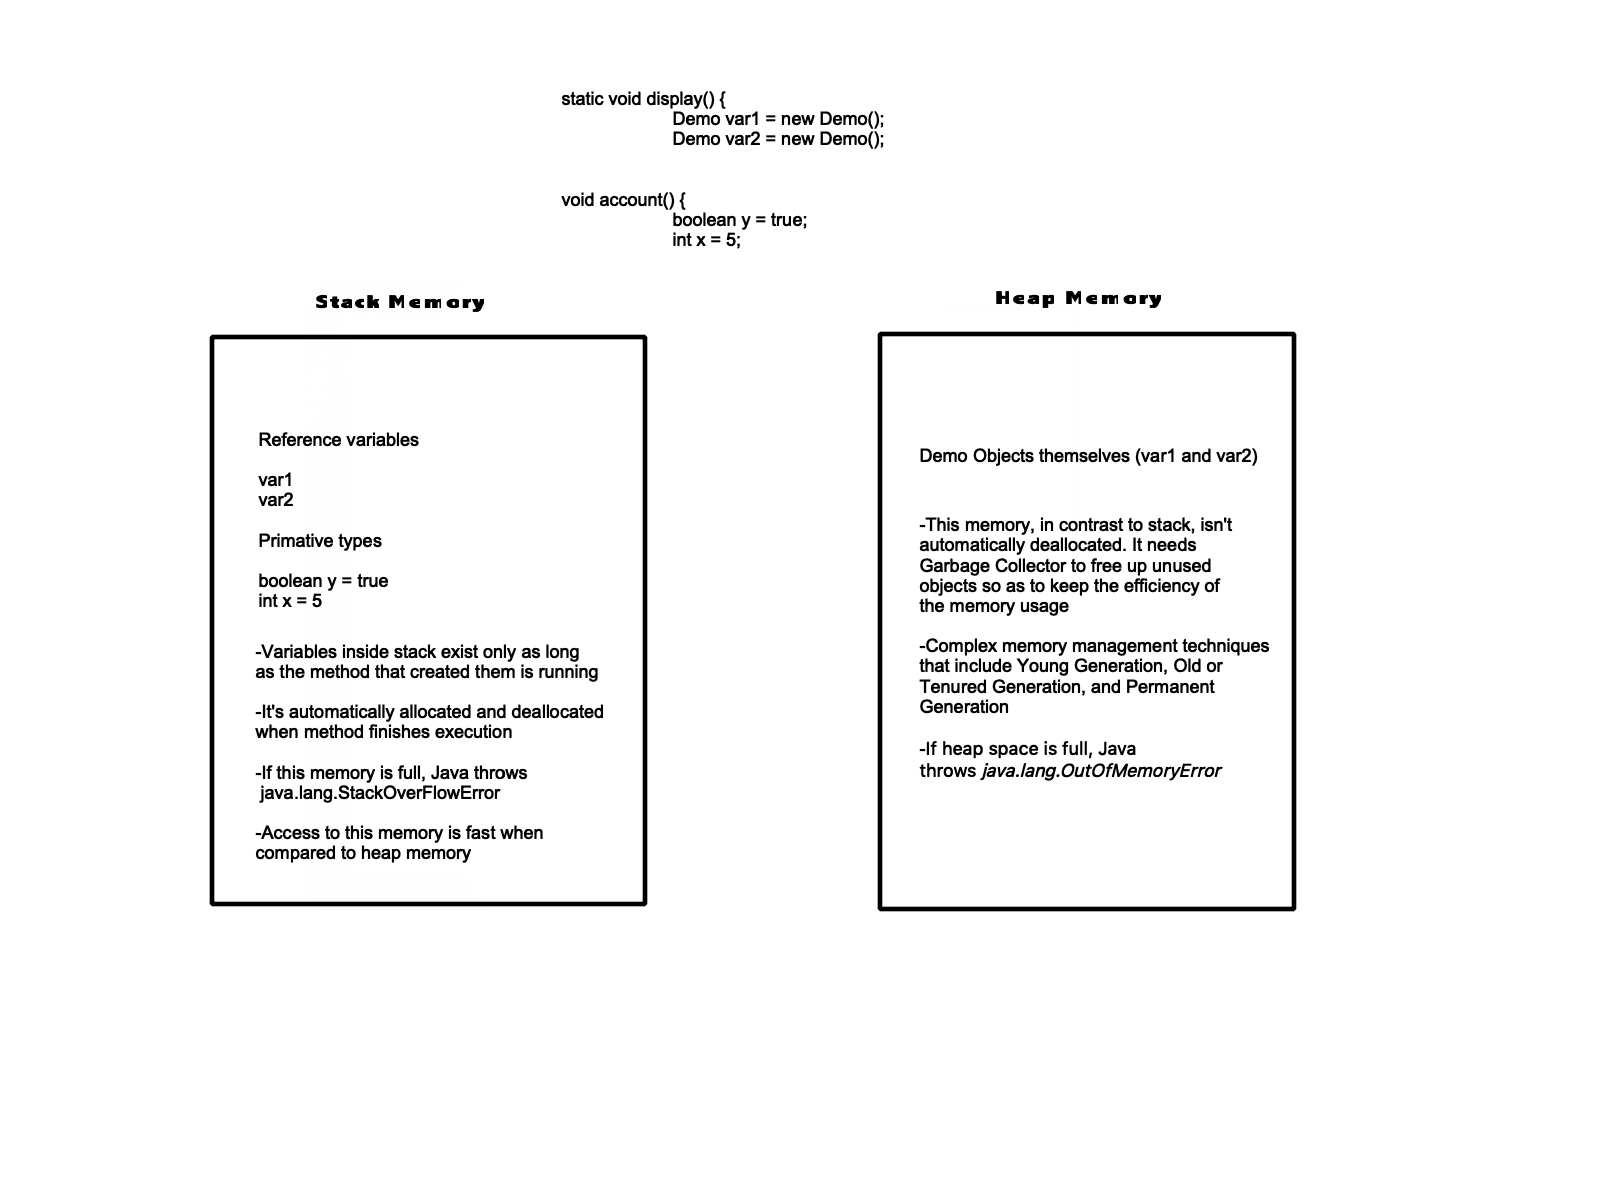 static void display() {
Demo var1 = new Demo();
Demo var2 = new Demo();
void account() {
boolean y = true;
int x = 5;
Stack Memory
Reference variables
var1
var2
Primative types
boolean y = true
int x = 5
-Variables inside stack exist only as long
as the method that created them is running
-It's automatically allocated and deallocated
when method finishes execution
-If this memory is full, Java throws
java.lang.StackOverFlowError
-Access to this memory is fast when
compared to heap memory
Heap Memory
Demo Objects themselves (var1 and var2)
-This memory, in contrast to stack, isn't
automatically deallocated. It needs
Garbage Collector to free up unused
objects so as to keep the efficiency of
the memory usage
-Complex memory management techniques
that include Young Generation, Old or
Tenured Generation, and Permanent
Generation
-If heap space is full, Java
throws java.lang.OutOfMemoryError